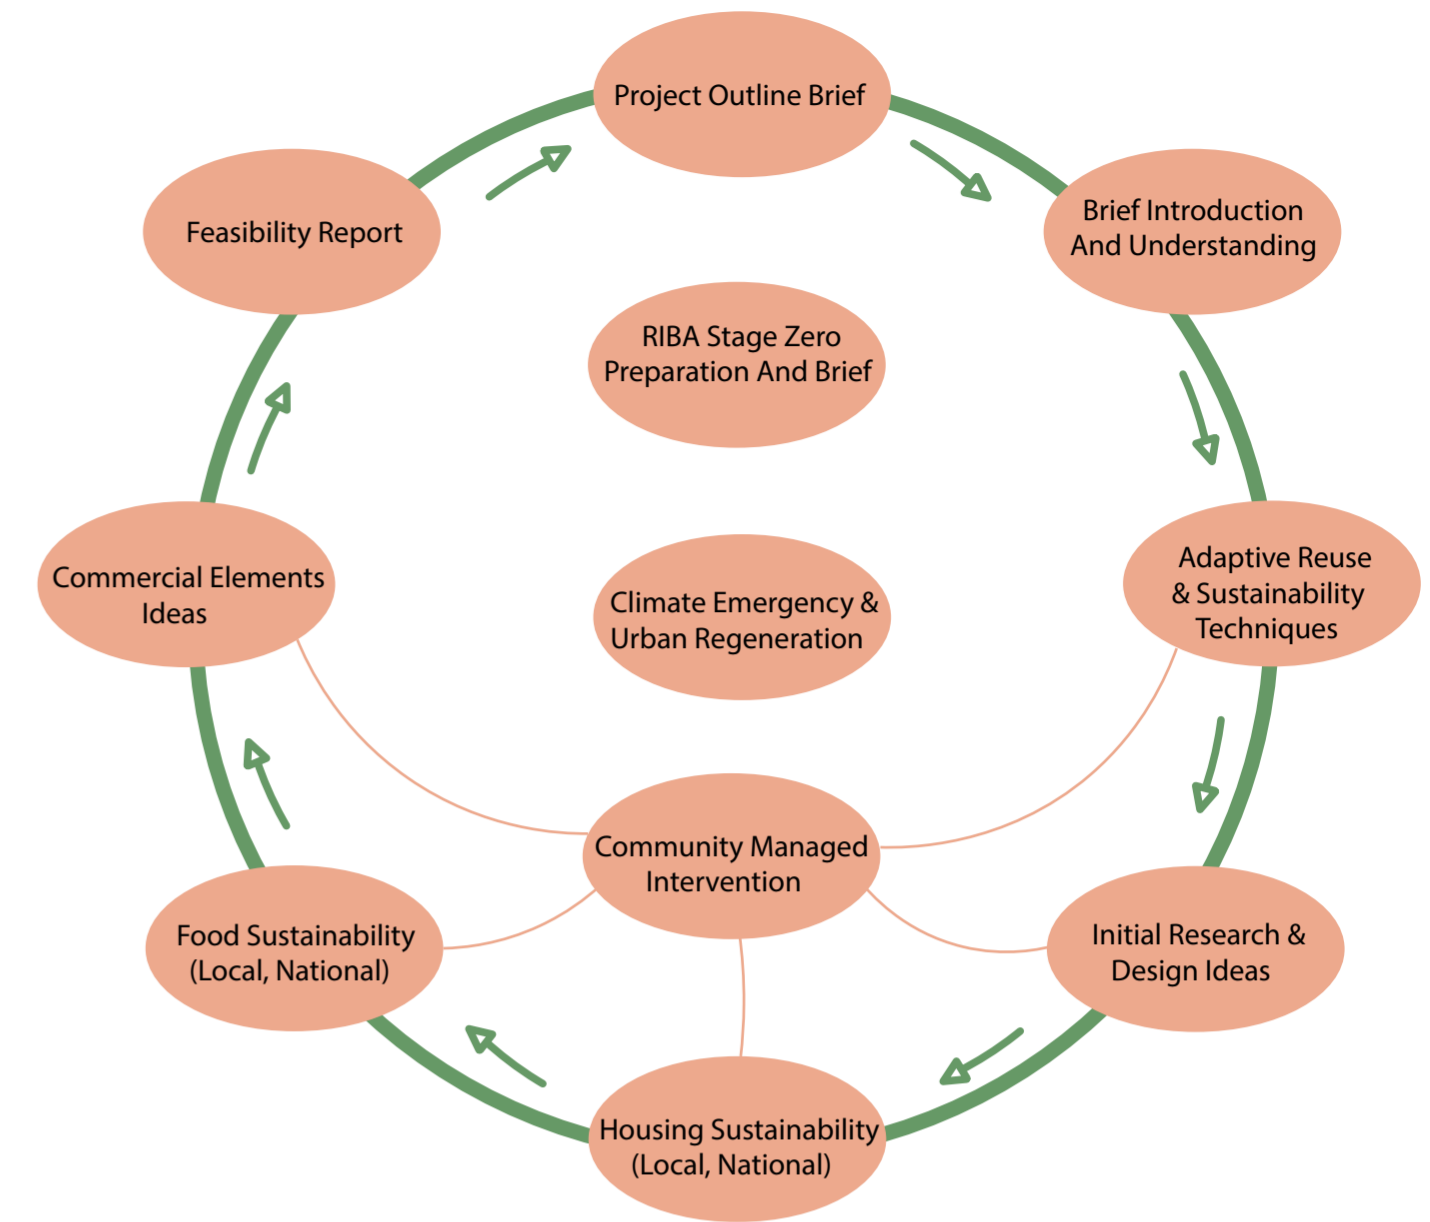 Project Outline Brief
Brief Introduction
And Understanding
Feasibility Report
RIBA Stage Zero
Preparation And Brief
Adaptive Reuse
& Sustainability
Techniques
Commercial Elements
Ideas
Climate Emergency &
Urban Regeneration
Community Managed
Intervention
Initial Research &
Design Ideas
Food Sustainability
(Local, National)
Housing Sustainability
(Local, National)